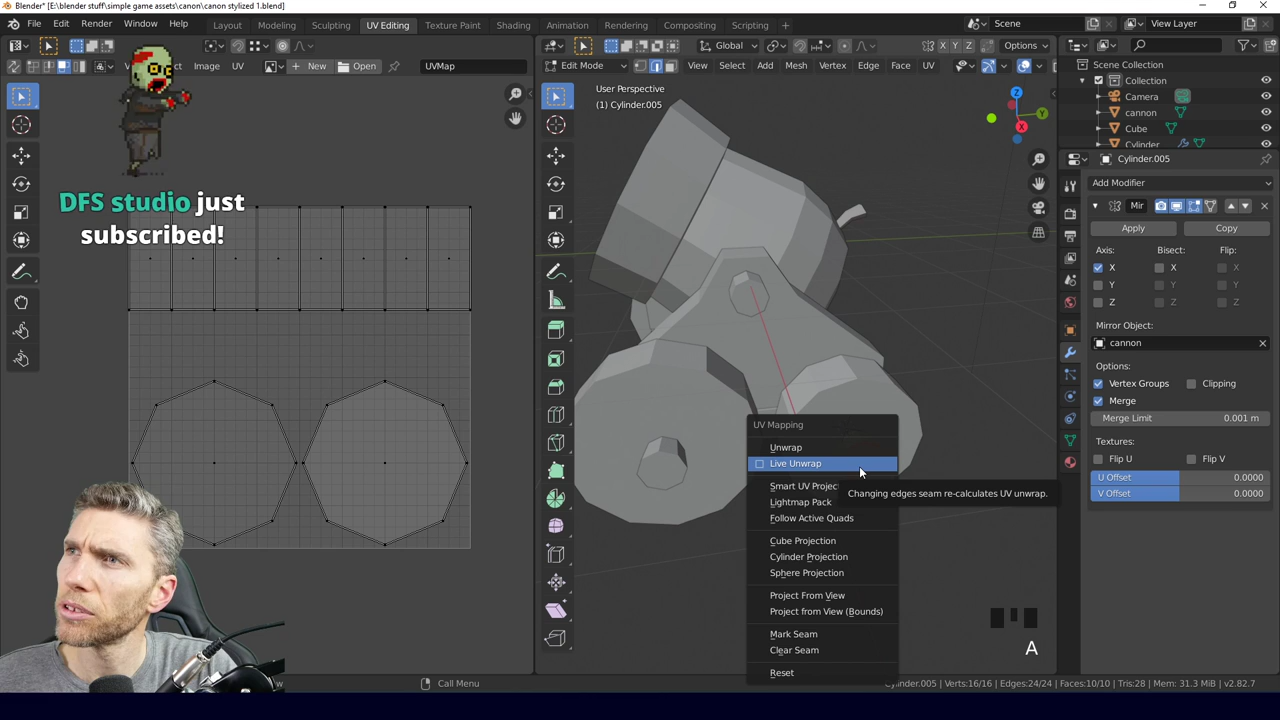 Blender* [E:\blender stuff\simple game assets\canon\canon stylized 1.blend]
File Edit Render Window Help
Layout Modeling Sculpting UV Editing Texture Paint Shading Animation Rendering Compositing Scripting
Scene
View Layer
Image UV New Open UVMap
Global
X Y Z
Options
Edit Mode View Select Add Mesh Vertex Edge Face UV
DFS studio just
subscribed!
User Perspective
(1) Cylinder.005
Z
Y
X
UV Mapping
Unwrap
Live Unwrap
Smart UV Projec
Lightmap Pack
Follow Active Quads
Cube Projection
Cylinder Projection
Sphere Projection
Project From View
Project from View (Bounds)
Mark Seam
Clear Seam
Reset
Changing edges seam re-calculates UV unwrap.
A
Scene Collection
Collection
Camera
cannon
Cube
Cylinder
Cylinder.005
Add Modifier
Mir
Apply Copy
Axis: Bisect: Flip:
X X X
Y Y Y
Z Z Z
Mirror Object:
cannon
Options:
Vertex Groups Clipping
Merge
Merge Limit 0.001 m
Textures:
Flip U Flip V
U Offset 0.0000
V Offset 0.0000
Call Menu
Cylinder.005 | Verts:16/16 | Edges:24/24 | Faces:10/10 | Tris:28 | Mem: 31.3 MiB | v2.82.7